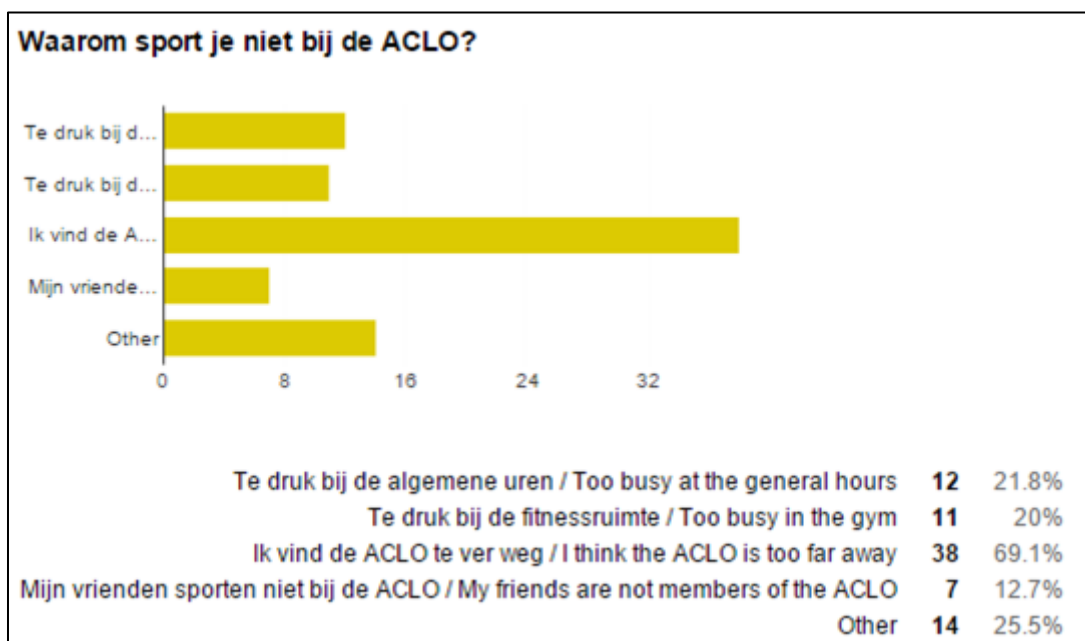 Waarom sport je niet bij de ACLO?
Te druk bij d...
Te druk bij d...
Ik vind de A...
Mijn vriende...
Other
0 8 16 24 32
Te druk bij de algemene uren / Too busy at the general hours 12 21.8%
Te druk bij de fitnessruimte / Too busy in the gym 11 20%
Ik vind de ACLO te ver weg / I think the ACLO is too far away 38 69.1%
Mijn vrienden sporten niet bij de ACLO / My friends are not members of the ACLO 7 12.7%
Other 14 25.5%